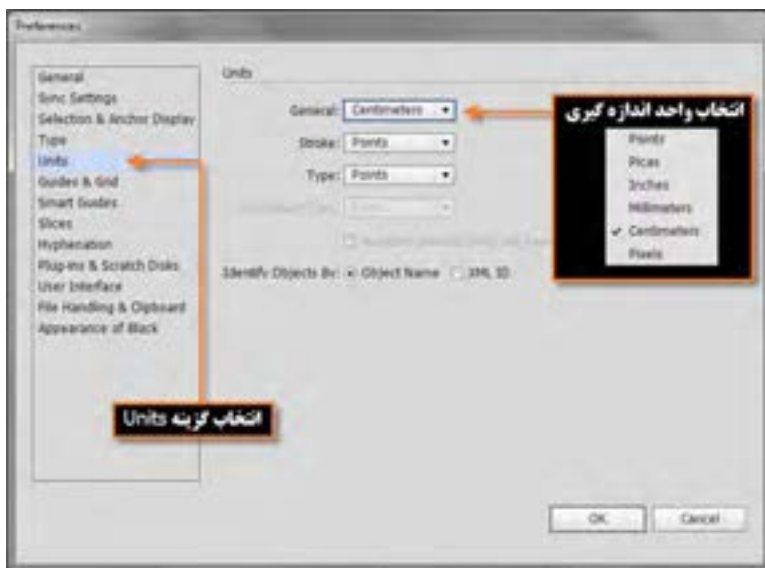 Preferences
General
Sync Settings
Selection & Anchor Display
Type
Units
Guides & Grid
Smart Guides
Slices
Hyphenation
Plug-ins & Scratch Disks
User Interface
File Handling & Clipboard
Appearance of Black
Units
General: Centimeters
Stroke: Points
Type: Points
Identify Objects By: Object Name XML ID
انتخاب واحد اندازه گیری
Points
Picas
Inches
Millimeters
✓ Centimeters
Pixels
انتخاب گزینه Units
OK
Cancel